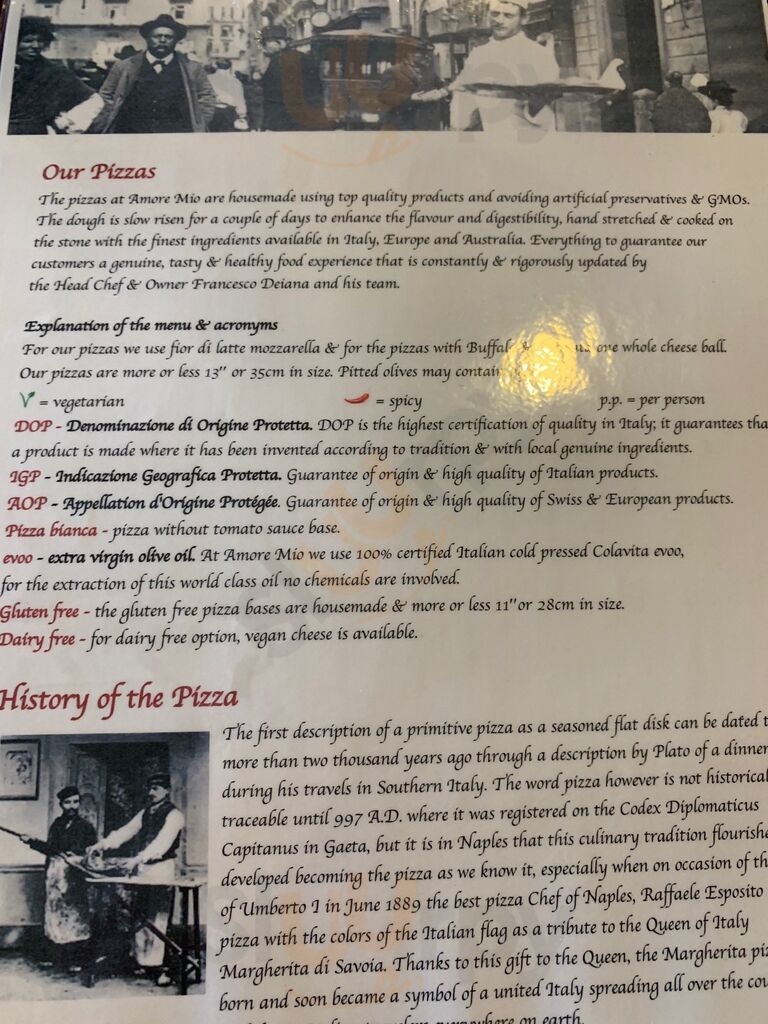 Our Pizzas
The pizzas at Amore Mio are housemade using top quality products and avoiding artificial preservatives & GMOs.
The dough is slow risen for a couple of days to enhance the flavour and digestibility, hand stretched & cooked on
the stone with the finest ingredients available in Italy, Europe and Australia. Everything to guarantee our
customers a genuine, tasty & healthy food experience that is constantly & rigorously updated by
the Head Chef & Owner Francesco Deiana and his team.
Explanation of the menu & acronyms
For our pizzas we use fior di latte mozzarella & for the pizzas with one whole cheese ball.
Our pizzas are more or less 13" or 35cm in size. Pitted olives may contain
= vegetarian = spicy p.p. = per person
DOP - Denominazione di Origine Protetta. DOP is the highest certification of quality in Italy; it guarantees tha
a product is made where it has been invented according to tradition & with local genuine ingredients.
IGP - Indicazione Geografica Protetta. Guarantee of origin & high quality of Italian products.
AOP - Appellation d'Origine Protégée. Guarantee of origin & high quality of Swiss & European products.
Pizza bianca - pizza without tomato sauce base.
evoo - extra virgin olive oil. At Amore Mio we use 100% certified Italian cold pressed Colavita evoo,
for the extraction of this world class oil no chemicals are involved.
Gluten free - the gluten free pizza bases are housemade & more or less 11"or 28cm in size.
Dairy free - for dairy free option, vegan cheese is available.
History of the Pizza
The first description of a primitive pizza as a seasoned flat disk can be dated t
more than two thousand years ago through a description by Plato of a dinner
during his travels in Southern Italy. The word pizza however is not historical
traceable until 997 A.D. where it was registered on the Codex Diplomaticus
Capitanus in Gaeta, but it is in Naples that this culinary tradition flourishe
developed becoming the pizza as we know it, especially when on occasion of th
of Umberto I in June 1889 the best pizza Chef of Naples, Raffaele Esposito
pizza with the colors of the Italian flag as a tribute to the Queen of Italy
Margherita di Savoia. Thanks to this gift to the Queen, the Margherita piz
born and soon became a symbol of a united Italy spreading all over the cou
everywhere on earth.